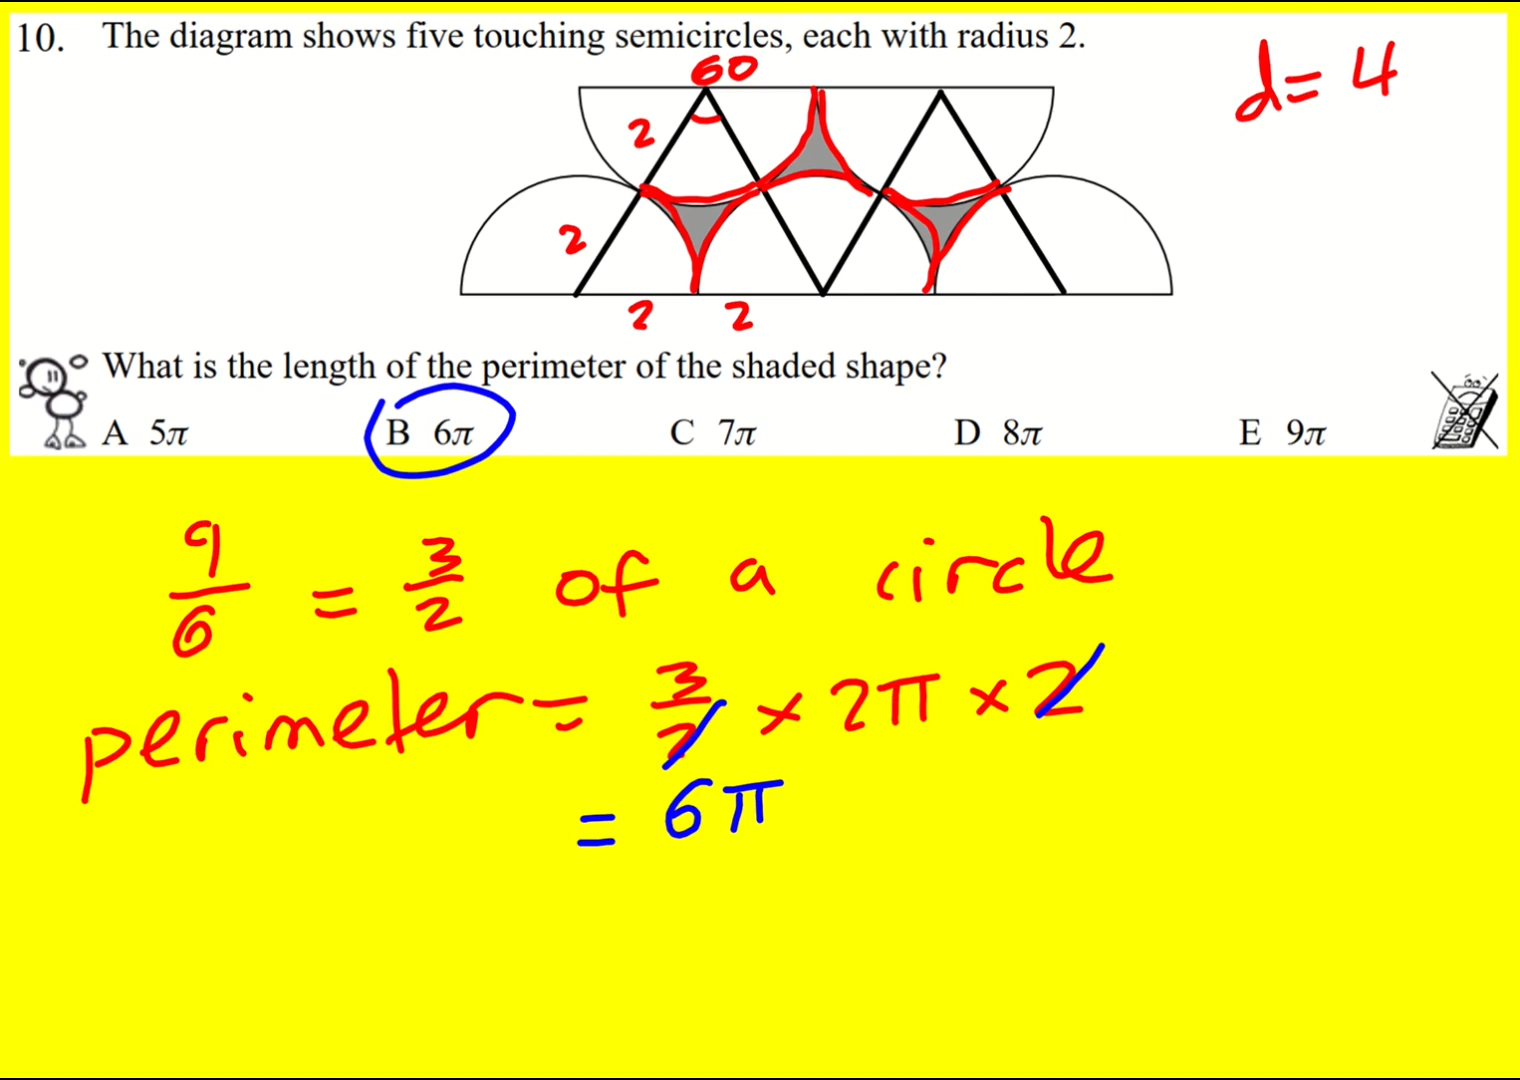 10. The diagram shows five touching semicircles, each with radius 2.
d = 4
60
2
2
2 2
What is the length of the perimeter of the shaded shape?
A 5π B 6π C 7π D 8π E 9π
9/6 = 3/2 of a circle
perimeter = 3/2 × 2π × 2
= 6π